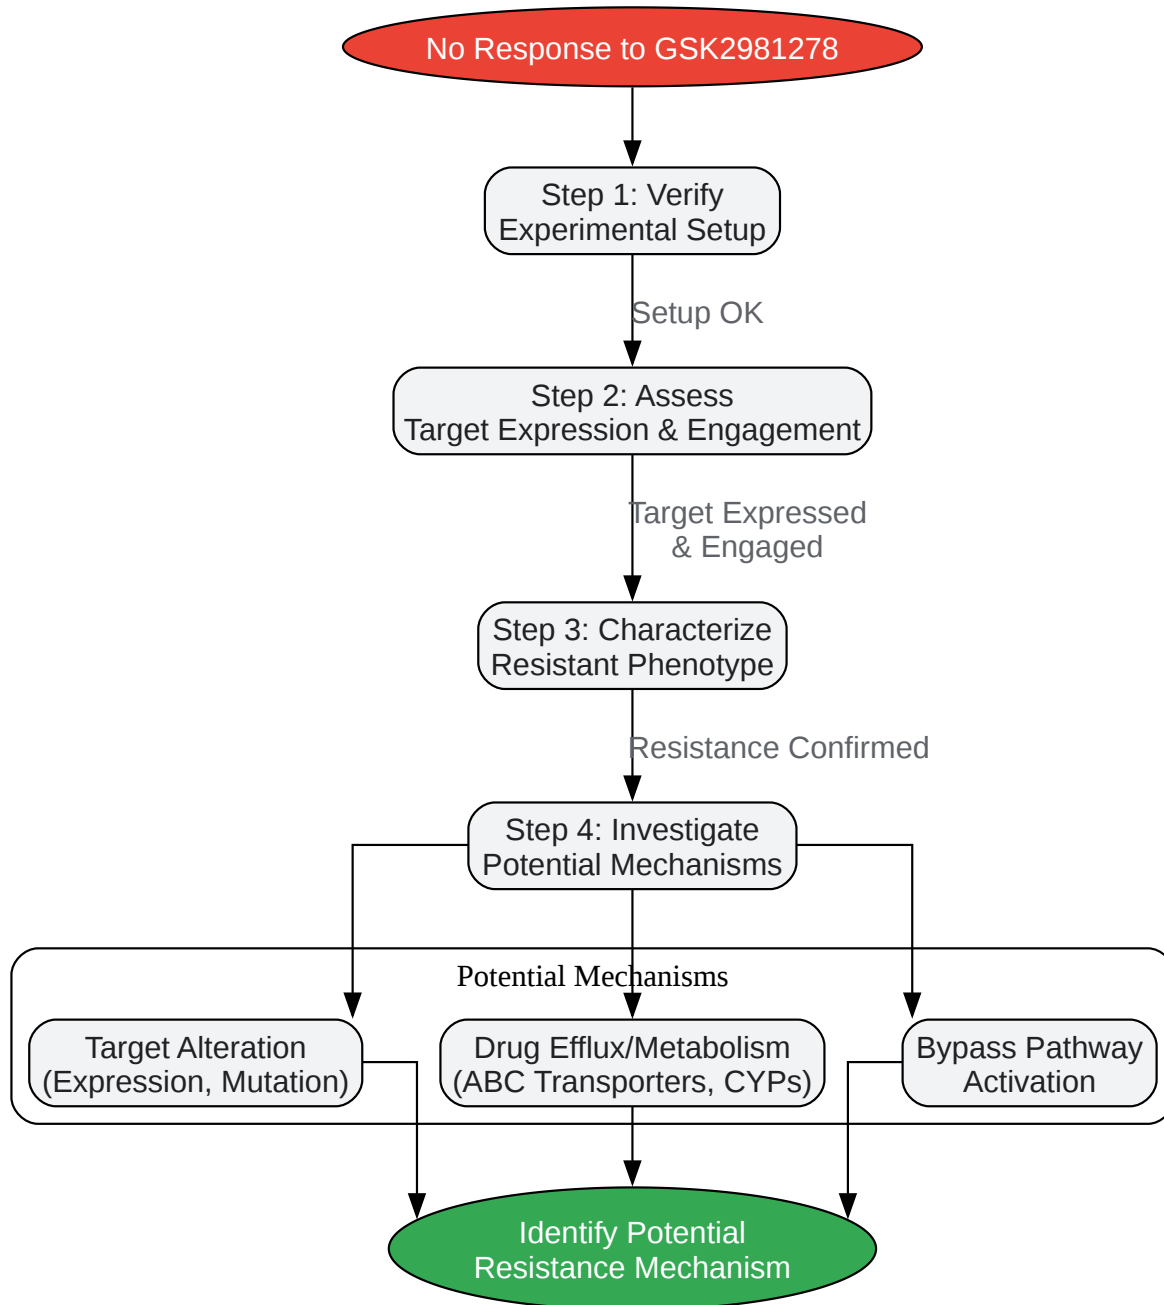 No Response to GSK2981278
Step 1: Verify
Experimental Setup
Setup OK
Step 2: Assess
Target Expression & Engagement
Target Expressed
& Engaged
Step 3: Characterize
Resistant Phenotype
Resistance Confirmed
Step 4: Investigate
Potential Mechanisms
Potential Mechanisms
Target Alteration
(Expression, Mutation)
Drug Efflux/Metabolism
(ABC Transporters, CYPs)
Bypass Pathway
Activation
Identify Potential
Resistance Mechanism